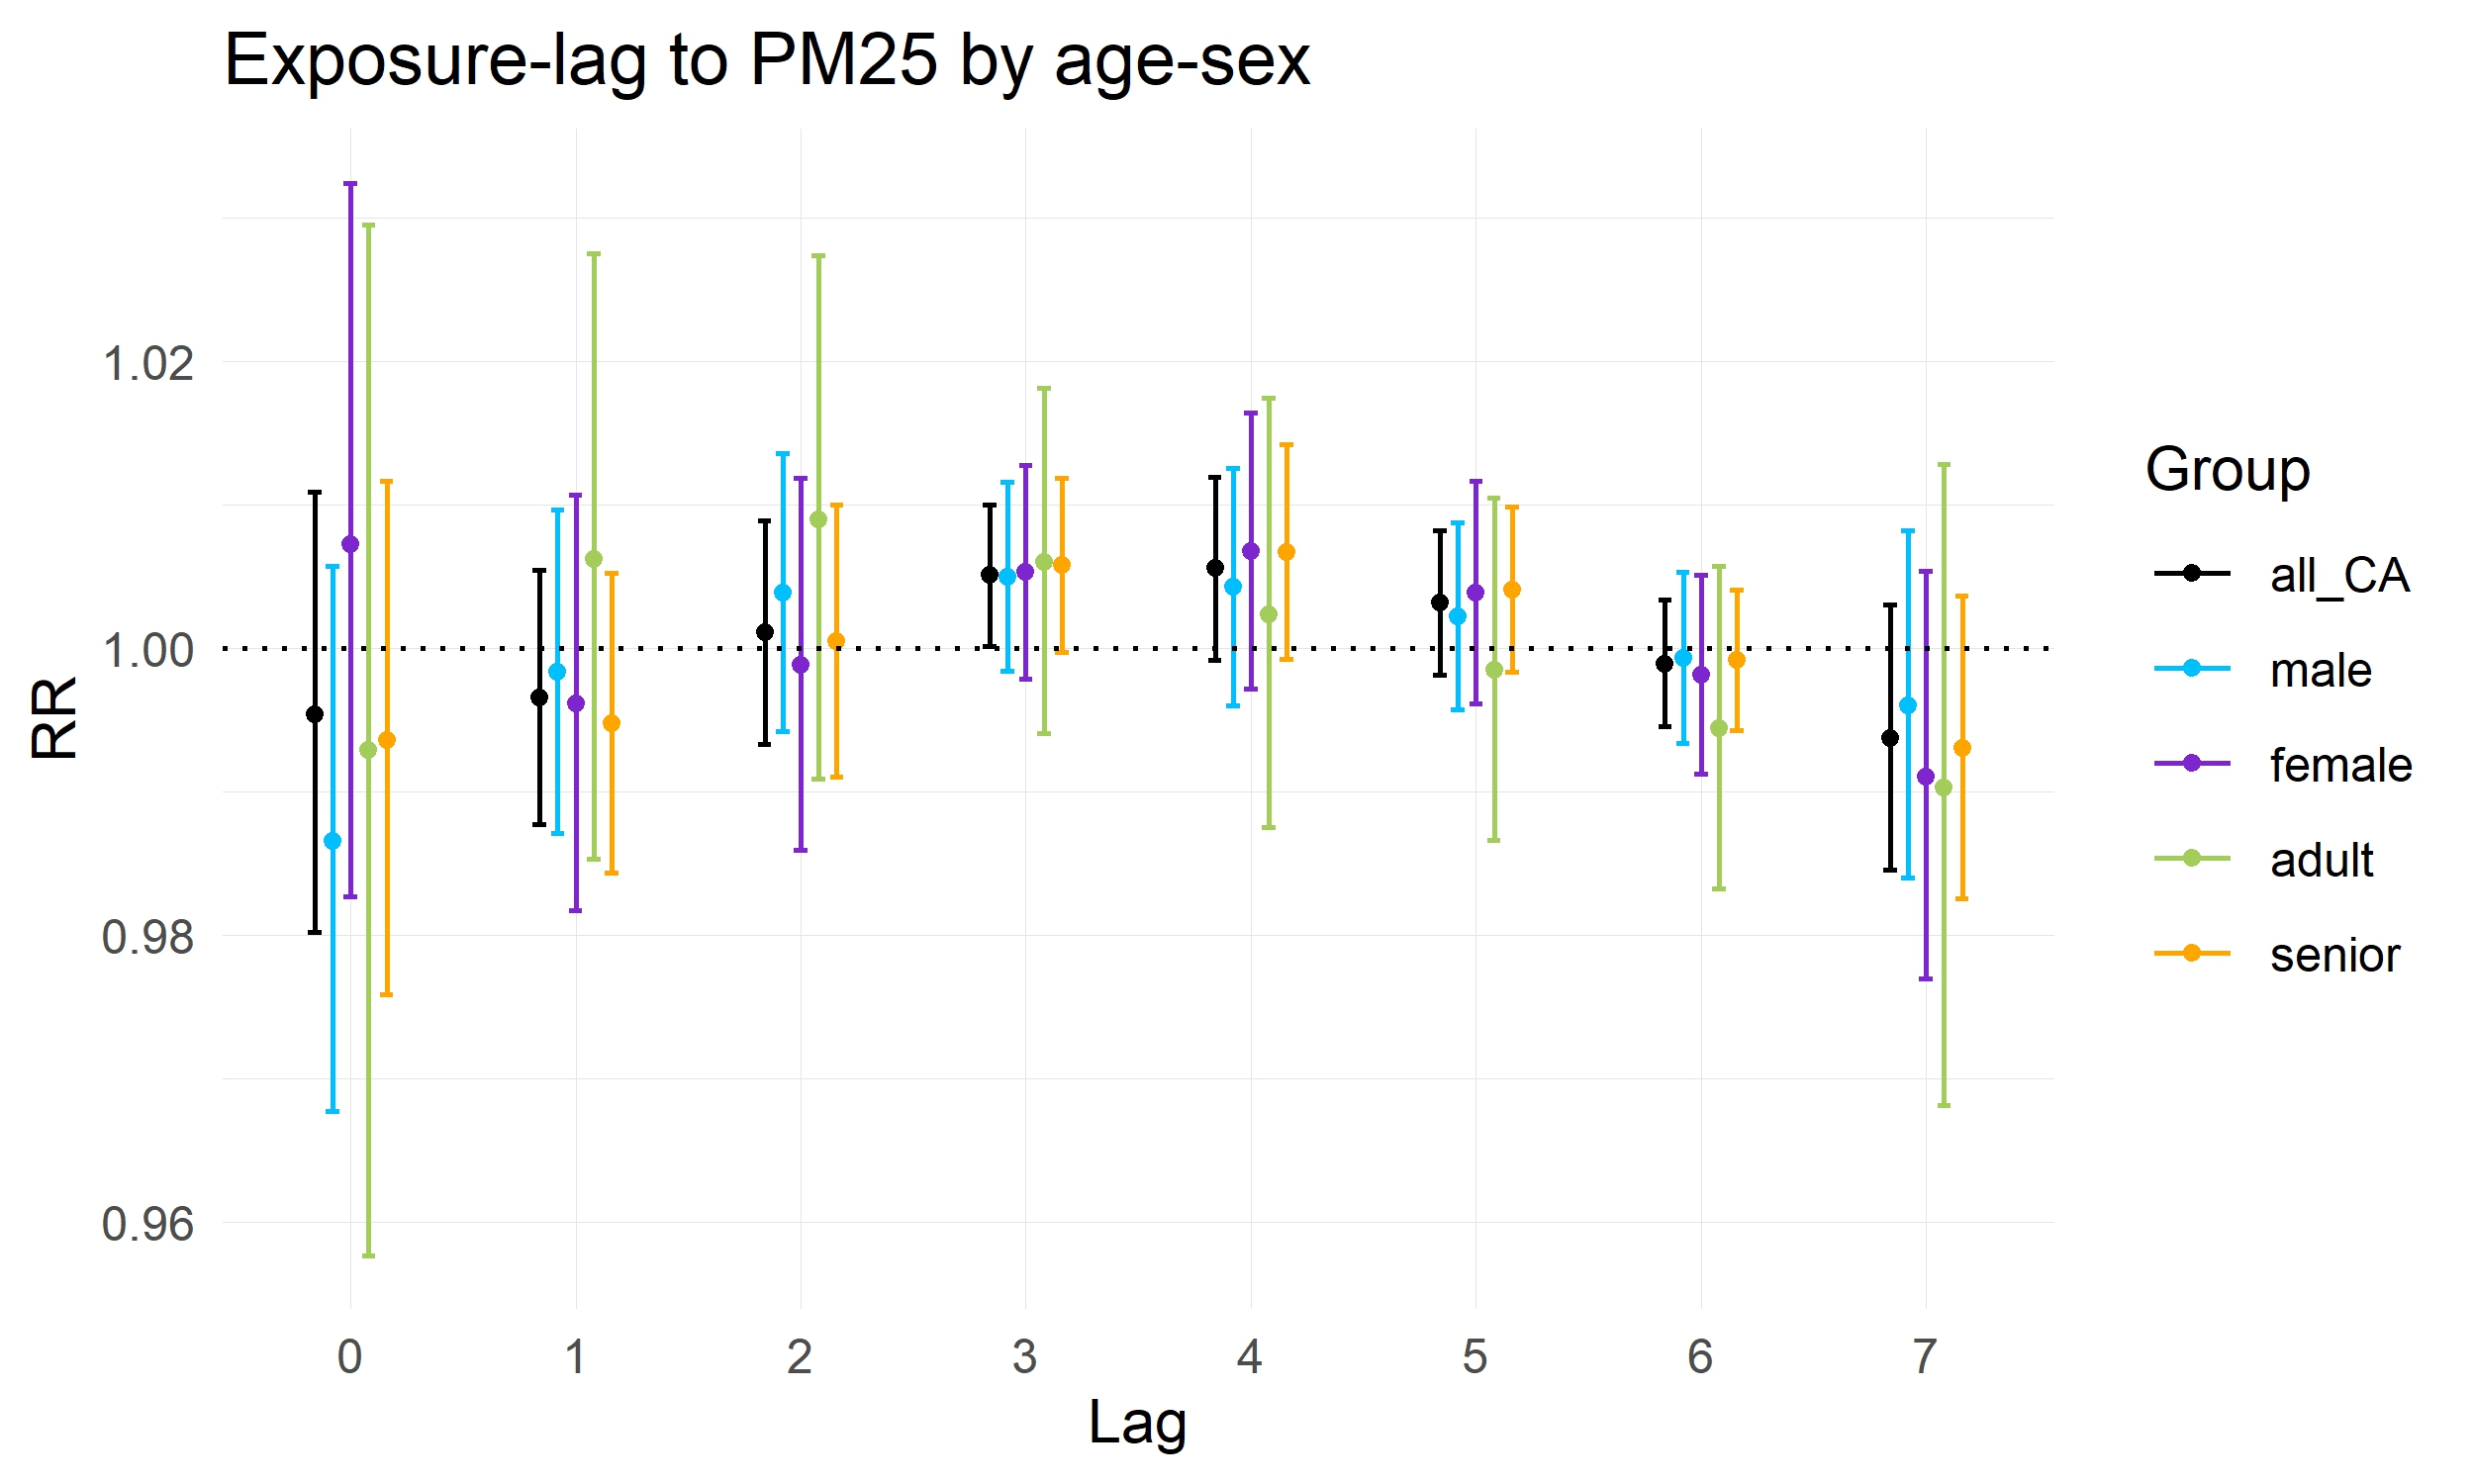 Exposure-lag to PM25 by age-sex
RR
1.02
1.00
0.98
0.96
0 1 2 3 4 5 6 7
Lag
Group
all_CA
male
female
adult
senior